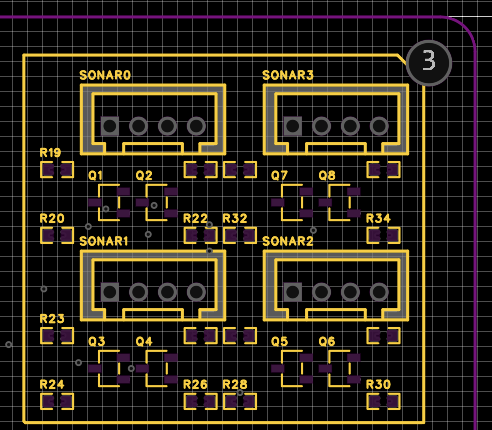 3
SONAR0 SONAR3
R19
Q1 Q2 Q7 Q8
R20 R22 R32 R34
SONAR1 SONAR2
R23
Q3 Q4 Q5 Q6
R24 R26 R28 R30